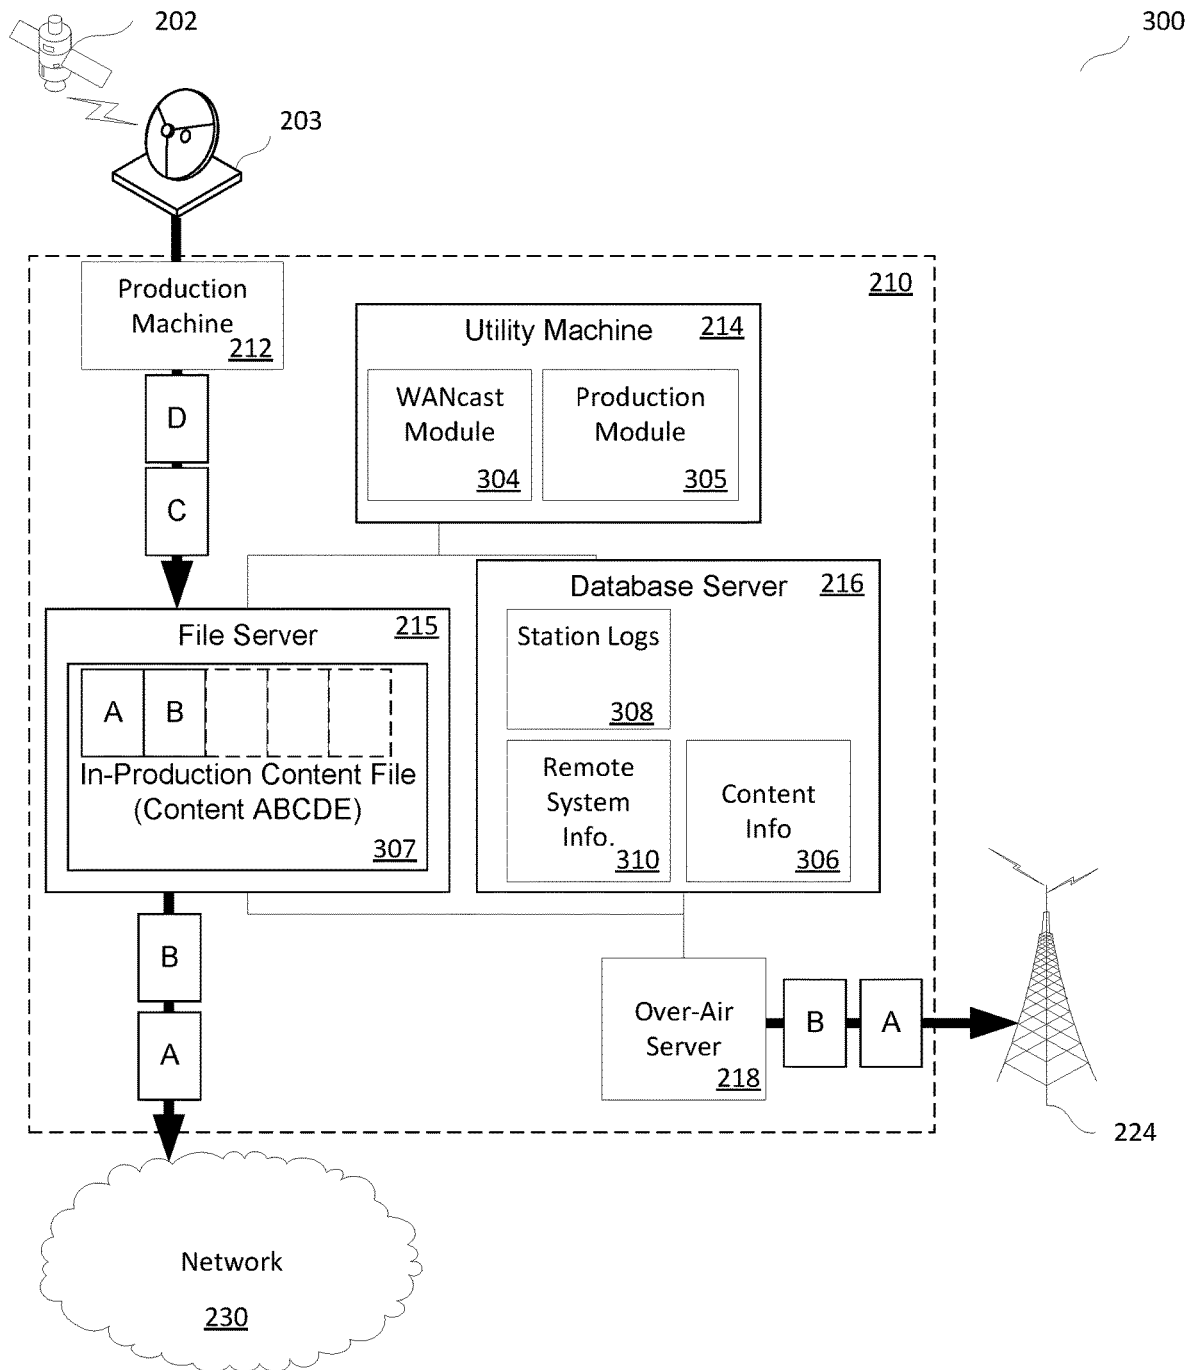 202
300
203
210
Production
Machine
212
Utility Machine
214
WANcast
Module
304
Production
Module
305
D
C
File Server
215
A
B
In-Production Content File
(Content ABCDE)
307
Database Server
216
Station Logs
308
Remote
System
Info.
310
Content
Info
306
B
A
Over-Air
Server
218
B
A
224
Network
230